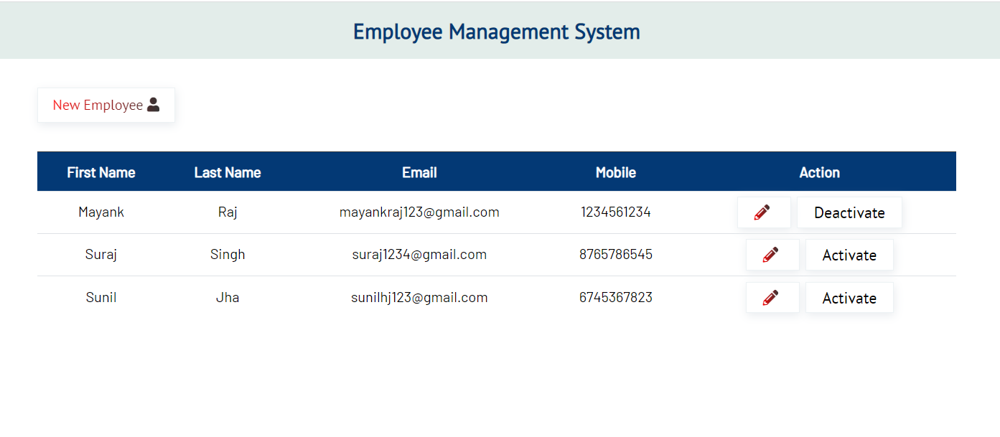 Employee Management System
New Employee
First Name Last Name Email Mobile Action
Mayank Raj mayankraj123@gmail.com 1234561234 Deactivate
Suraj Singh suraj1234@gmail.com 8765786545 Activate
Sunil Jha sunilhj123@gmail.com 6745367823 Activate